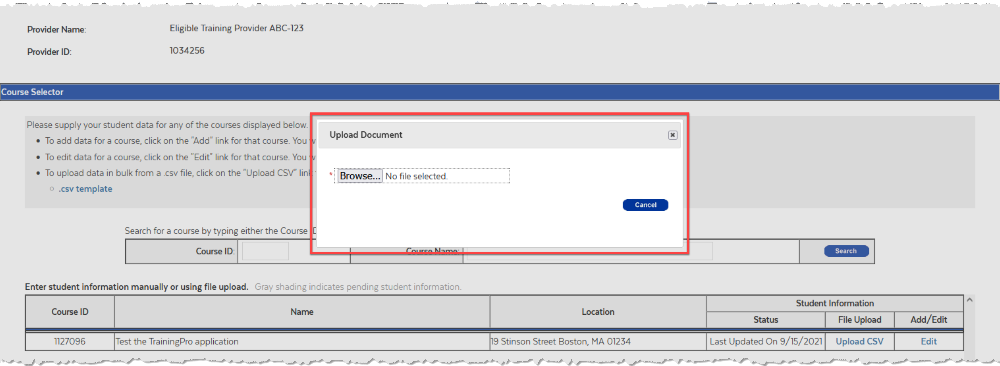 Provider Name: Eligible Training Provider ABC-123
Provider ID: 1034256
Course Selector
Please supply your student data for any of the courses displayed below.
• To add data for a course, click on the "Add" link for that course. You
• To edit data for a course, click on the "Edit" link for that course. You
• To upload data in bulk from a .csv file, click on the "Upload CSV" link
○ .csv template
Upload Document
* Browse... No file selected.
Cancel
Search for a course by typing either the Course
Course ID: Course Name: Search
Enter student information manually or using file upload. Gray shading indicates pending student information.
Course ID Name Location Student Information
Status File Upload Add/Edit
1127096 Test the TrainingPro application 19 Stinson Street Boston, MA 01234 Last Updated On 9/15/2021 Upload CSV Edit